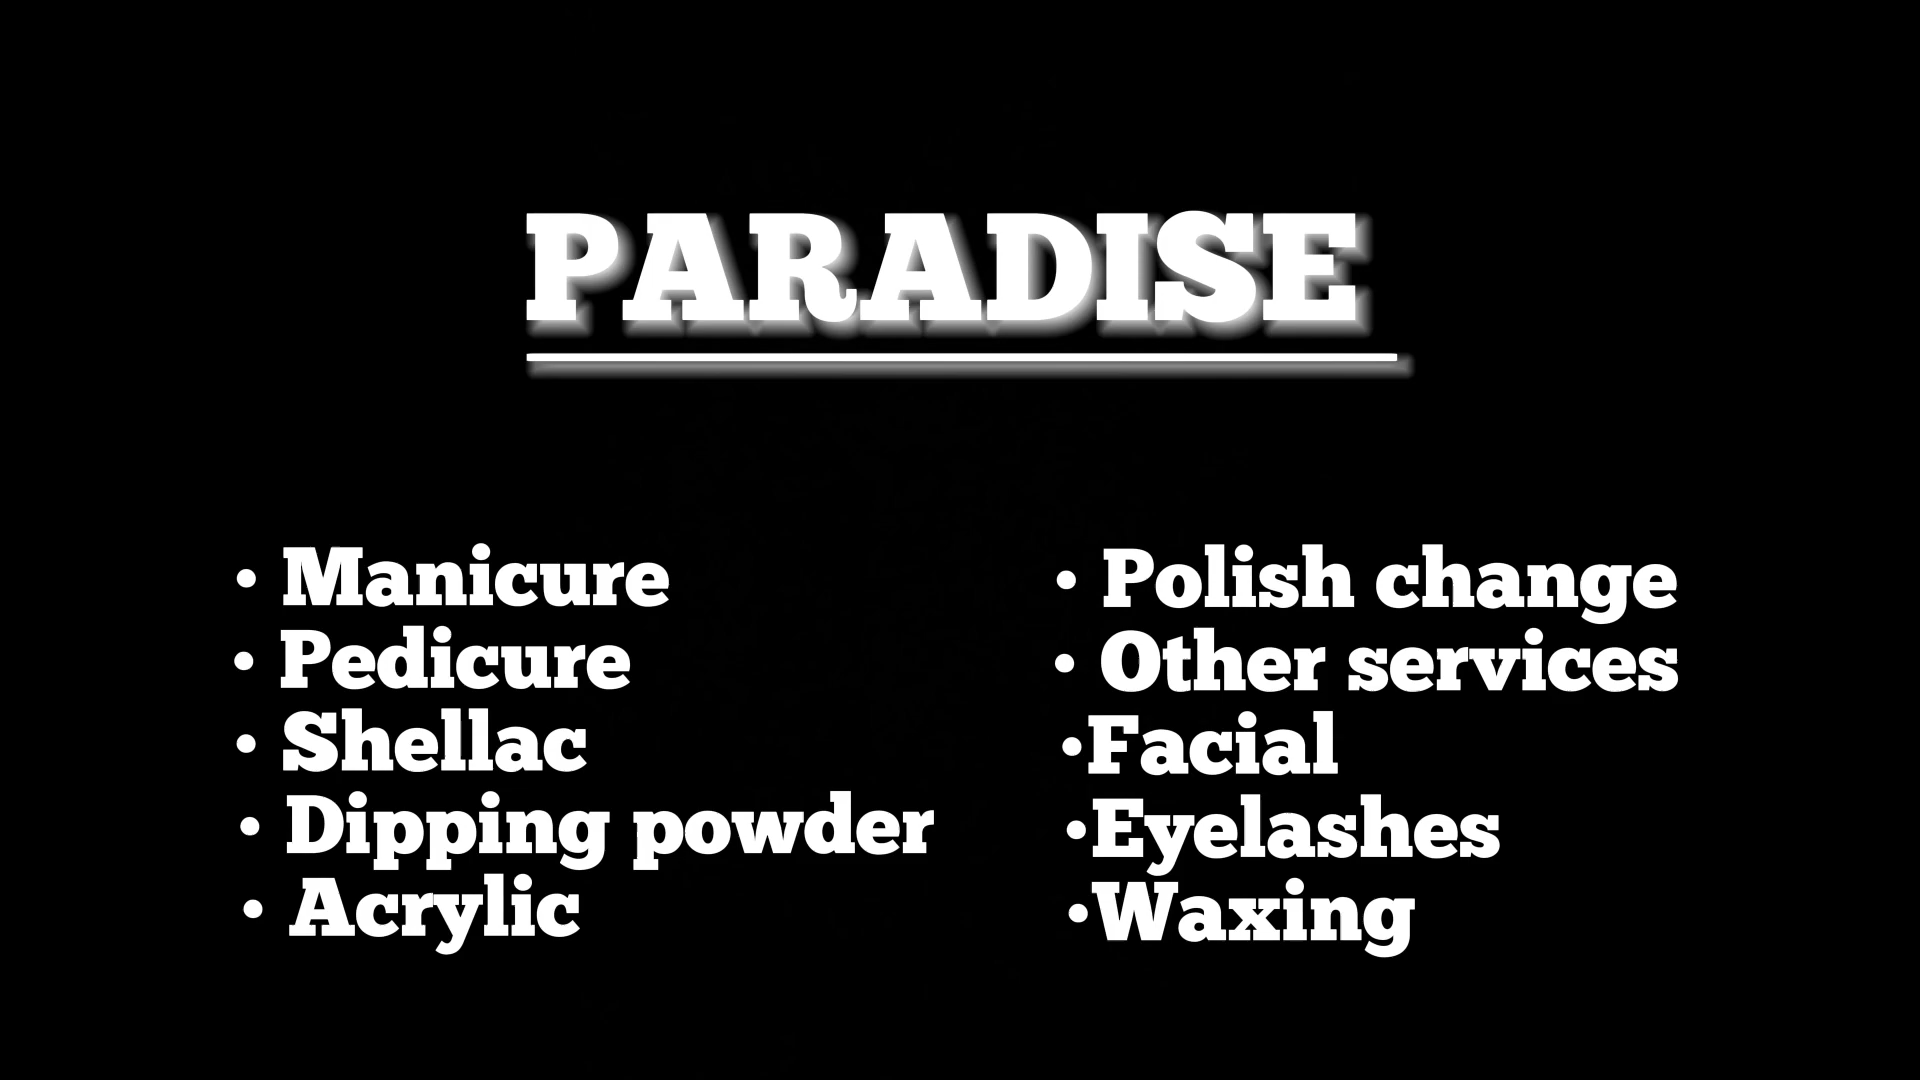 PARADISE
• Manicure
• Pedicure
• Shellac
• Dipping powder
• Acrylic
• Polish change
• Other services
•Facial
•Eyelashes
•Waxing